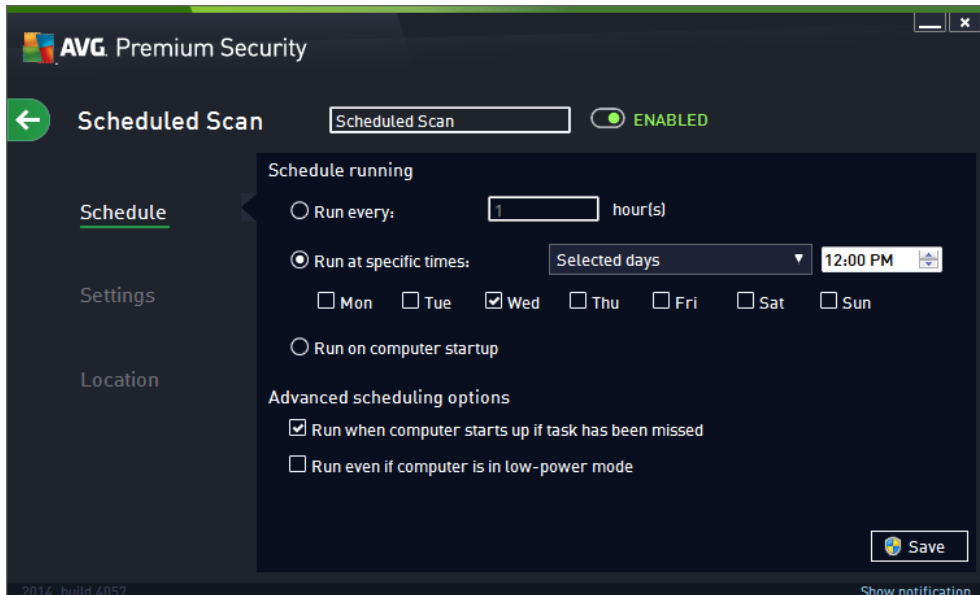 AVG. Premium Security
Scheduled Scan
Scheduled Scan
ENABLED
Schedule
Settings
Location
Schedule running
Run every:
1
hour(s)
Run at specific times:
Selected days
12:00 PM
Mon
Tue
Wed
Thu
Fri
Sat
Sun
Run on computer startup
Advanced scheduling options
Run when computer starts up if task has been missed
Run even if computer is in low-power mode
Save
2014 build 4057
Show notification